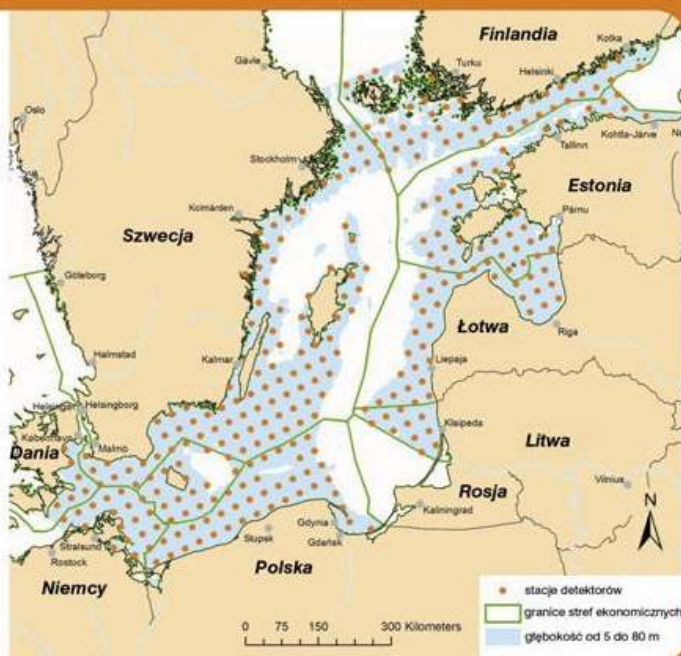 Finlandia
Kotka
Gävle
Turku
Helsinki
Oslo
Kohtla-Järve
N
Tallinn
Stockholm
Estonia
Kolmården
Pärnu
Szwecja
Göteborg
Łotwa
Riga
Halmstad
Kalmar
Liepaja
Helsingør
Helsingborg
København
Klaipeda
Dania
Malmö
Litwa
Rosja
Vilnius
N
Kaliningrad
Gdynia
Słupsk
Gdańsk
Stralsund
Rostock
Polska
Niemcy
stacje detektorów
granice stref ekonomicznych
głębokość od 5 do 80 m
0 75 150 300 Kilometers